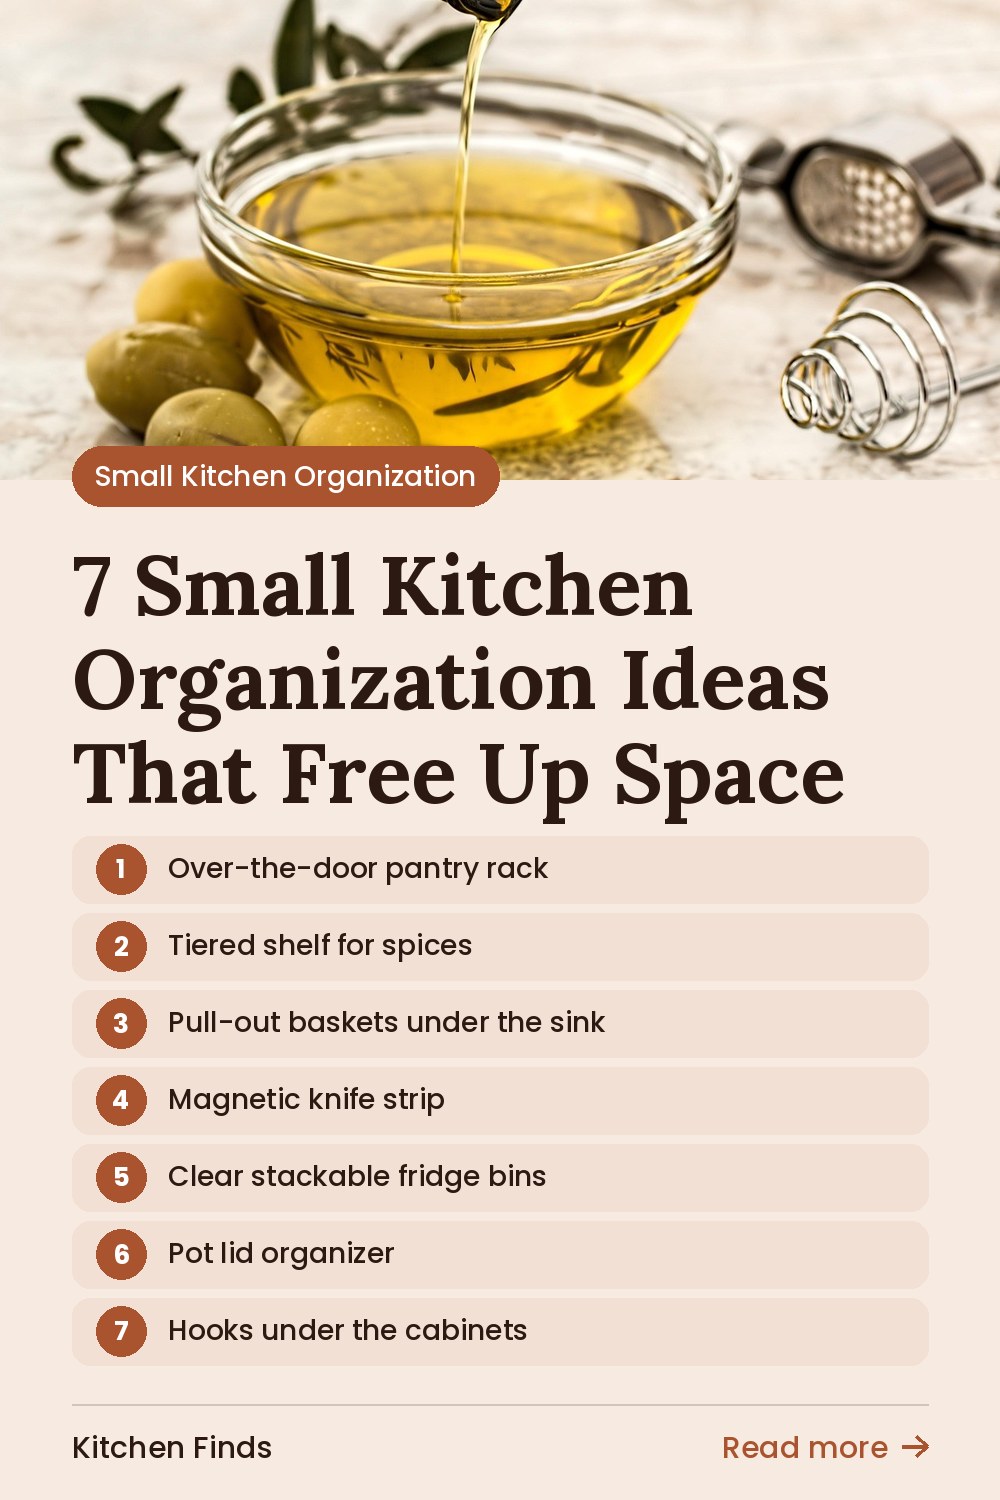 Small Kitchen Organization
7 Small Kitchen
Organization Ideas
That Free Up Space
1 Over-the-door pantry rack
2 Tiered shelf for spices
3 Pull-out baskets under the sink
4 Magnetic knife strip
5 Clear stackable fridge bins
6 Pot lid organizer
7 Hooks under the cabinets
Kitchen Finds
Read more →